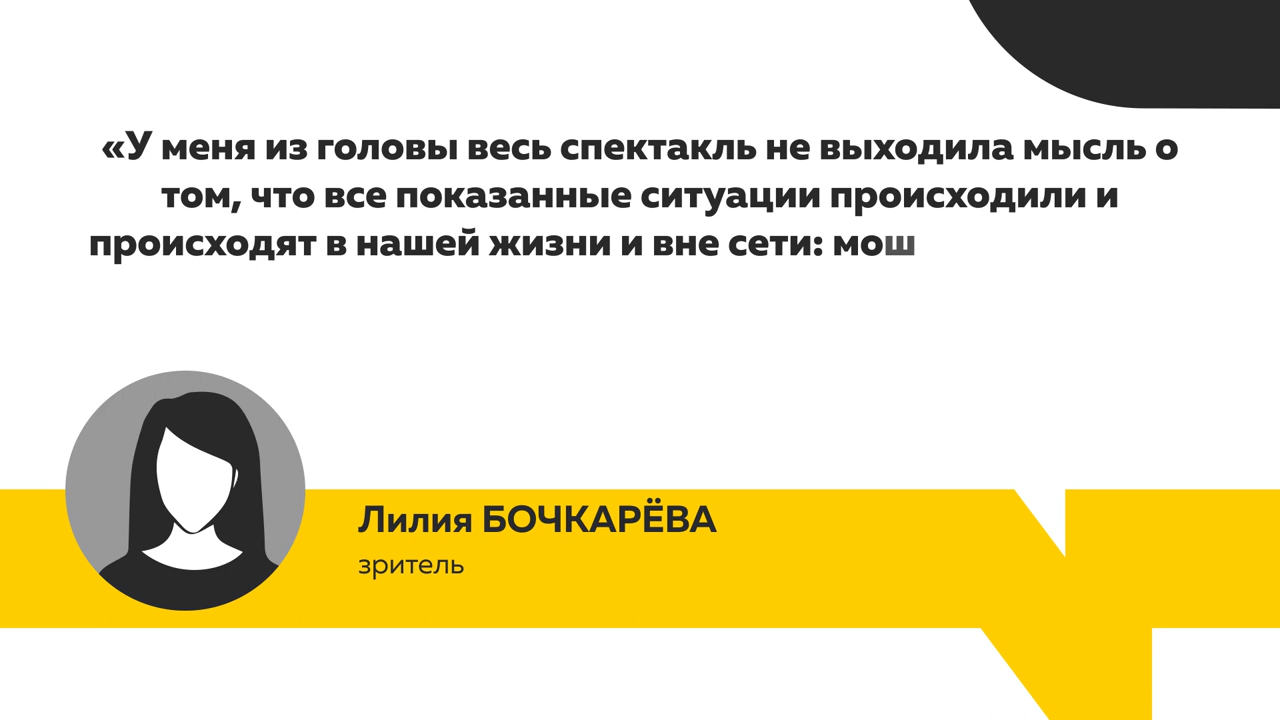 «У меня из головы весь спектакль не выходила мысль о
том, что все показанные ситуации происходили и
происходят в нашей жизни и вне сети: мош
Лилия БОЧКАРЁВА
зритель